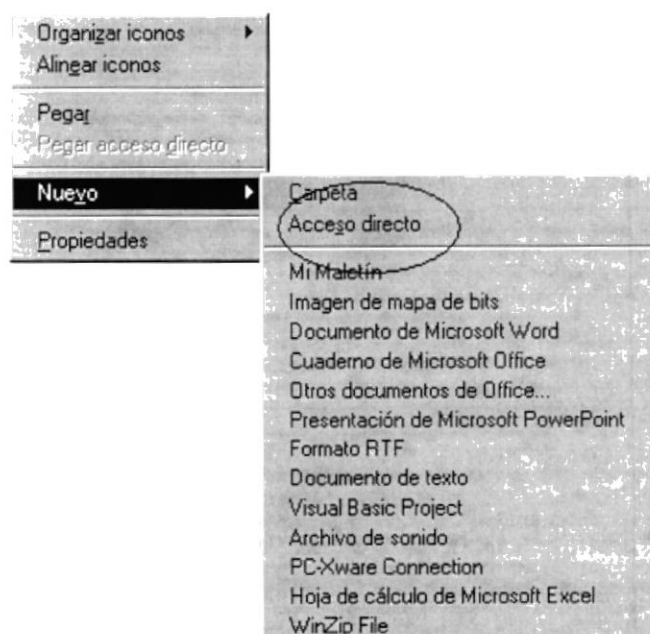 Organizar iconos
Alinear iconos
Pegar
Pegar acceso directo
Nuevo
Propiedades
Carpeta
Acceso directo
Mi Maletín
Imagen de mapa de bits
Documento de Microsoft Word
Cuaderno de Microsoft Office
Otros documentos de Office...
Presentación de Microsoft PowerPoint
Formato RTF
Documento de texto
Visual Basic Project
Archivo de sonido
PC-Xware Connection
Hoja de cálculo de Microsoft Excel
WinZip File